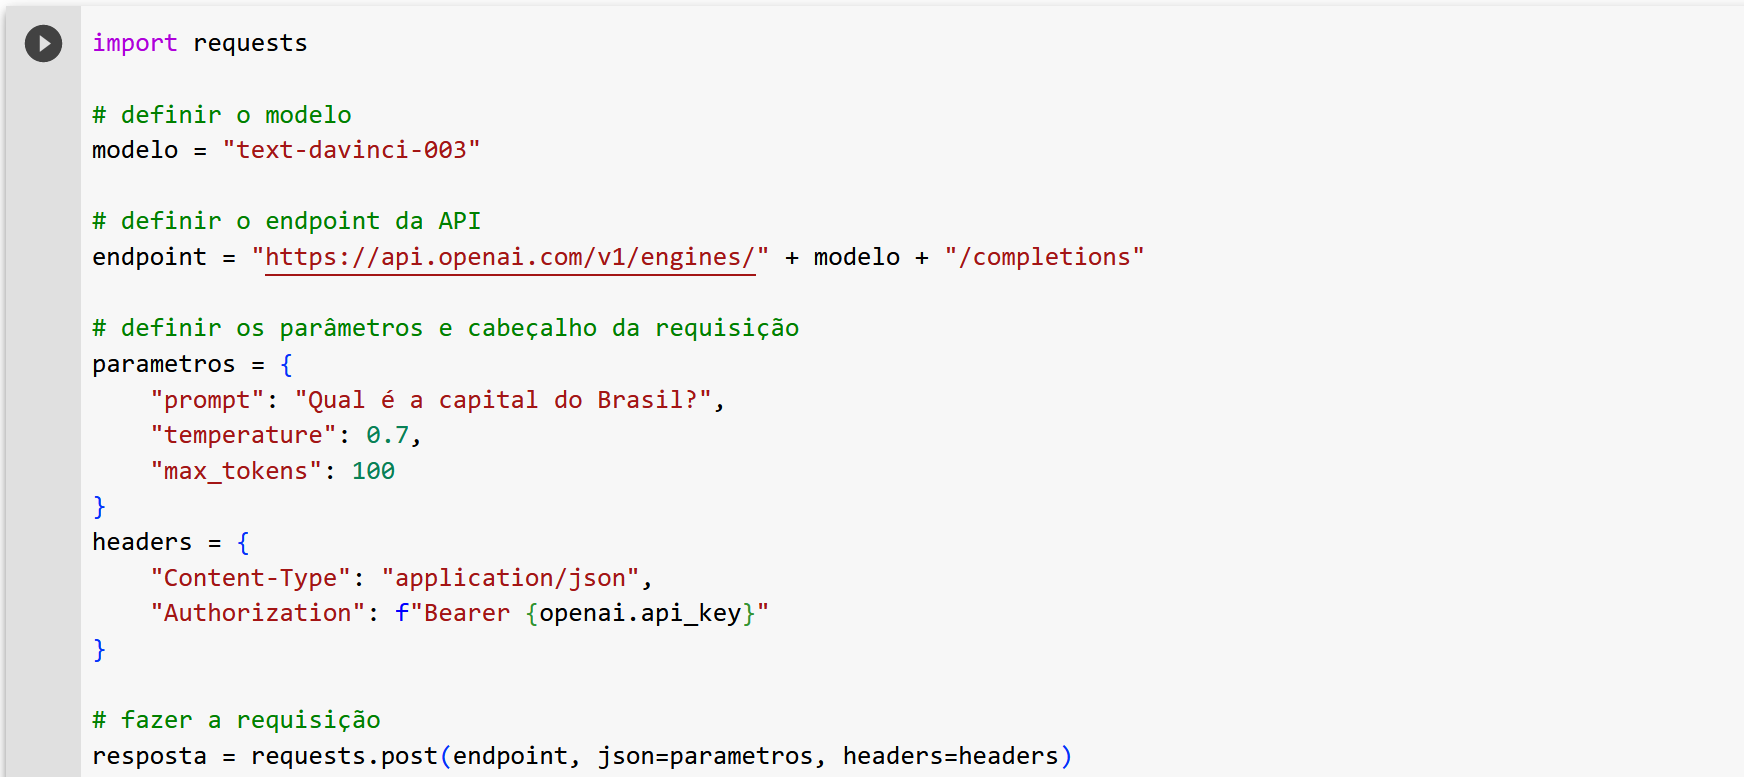 import requests
# definir o modelo
modelo = "text-davinci-003"
# definir o endpoint da API
endpoint = "https://api.openai.com/v1/engines/" + modelo + "/completions"
# definir os parâmetros e cabeçalho da requisição
parametros = {
    "prompt": "Qual é a capital do Brasil?",
    "temperature": 0.7,
    "max_tokens": 100
}
headers = {
    "Content-Type": "application/json",
    "Authorization": f"Bearer {openai.api_key}"
}
# fazer a requisição
resposta = requests.post(endpoint, json=parametros, headers=headers)